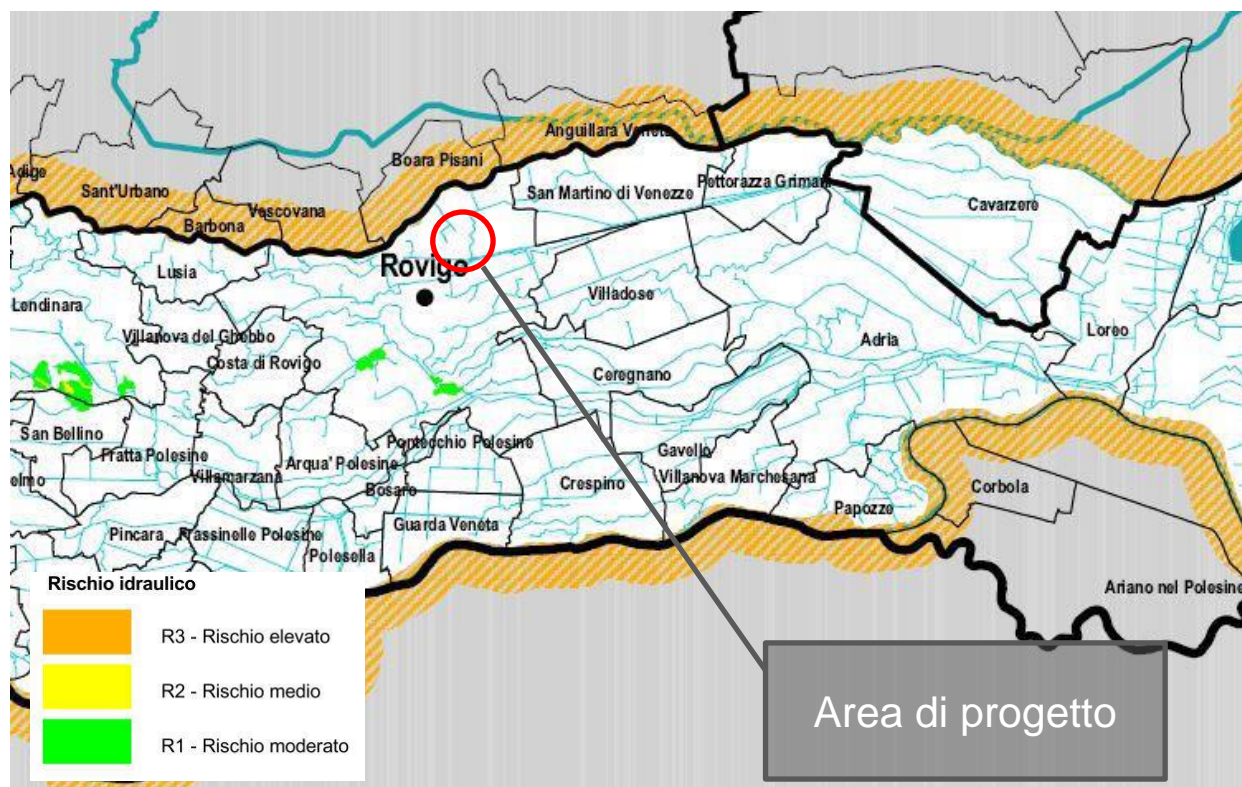 Anguillara Veneta
Boara Pisani
Adige
Sant'Urbano
Vescovana
Barbona
San Martino di Venezze
Pettorazza Grimani
Cavarzere
Lusia
Rovigo
Lendinara
Villadose
Villanova del Ghebbo
Costa di Rovigo
Adria
Loreo
Ceregnano
San Bellino
Fratta Polesine
Pontecchio Polesine
Arqua' Polesine
Villamarzana
elmo
Bosaro
Gavello
Villanova Marchesana
Crespino
Corbola
Papozze
Guarda Veneta
Pincara
Frassinelle Polesine
Polesella
Ariano nel Polesine
Rischio idraulico
R3 - Rischio elevato
R2 - Rischio medio
R1 - Rischio moderato
Area di progetto